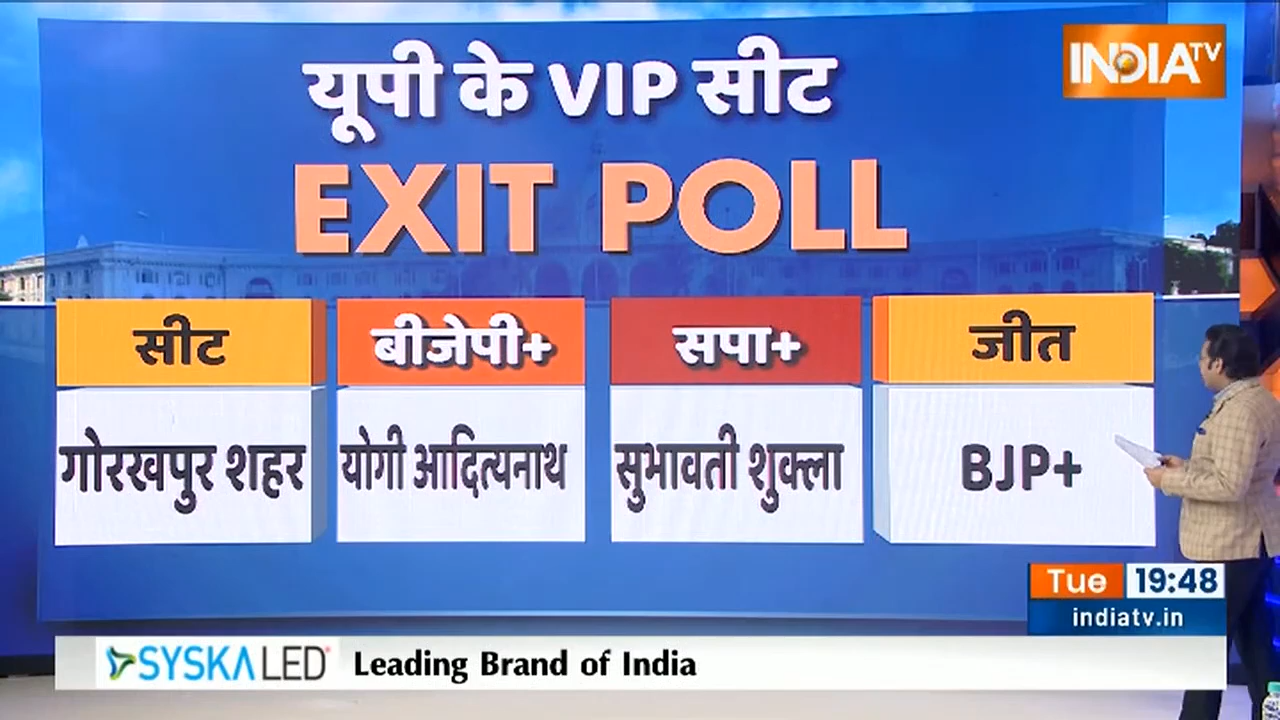 यूपी के VIP सीट
INDIA TV
EXIT POLL
सीट
बीजेपी+
सपा+
जीत
गोरखपुर शहर
योगी आदित्यनाथ
सुभावती शुक्ला
BJP+
Tue 19:48
indiatv.in
SYSKA LED Leading Brand of India